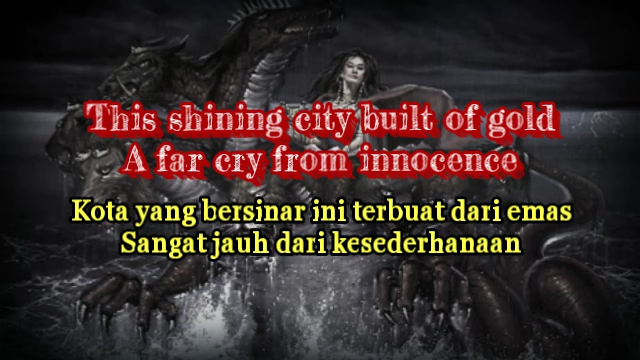 This shining city built of gold
A far cry from innocence
Kota yang bersinar ini terbuat dari emas
Sangat jauh dari kesederhanaan